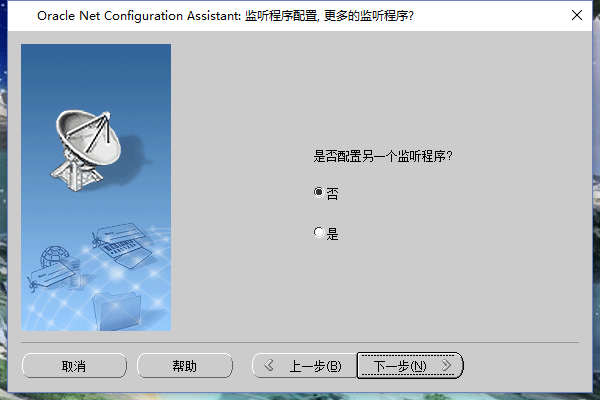 Oracle Net Configuration Assistant: 监听程序配置, 更多的监听程序?
是否配置另一个监听程序?
否
是
取消
帮助
上一步(B)
下一步(N)